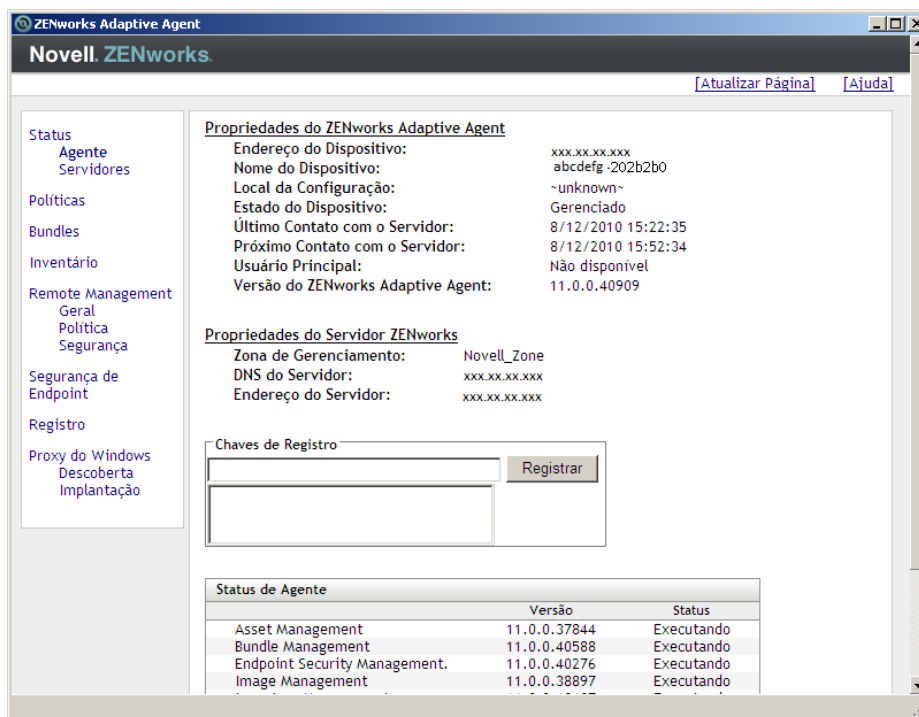 ZENworks Adaptive Agent
Novell. ZENworks.
[Atualizar Página] [Ajuda]
Status
Agente
Servidores
Políticas
Bundles
Inventário
Remote Management
Geral
Política
Segurança
Segurança de
Endpoint
Registro
Proxy do Windows
Descoberta
Implantação
Propriedades do ZENworks Adaptive Agent
Endereço do Dispositivo: xxx.xx.xx.xxx
Nome do Dispositivo: abcdefg-202b2b0
Local da Configuração: ~unknown~
Estado do Dispositivo: Gerenciado
Último Contato com o Servidor: 8/12/2010 15:22:35
Próximo Contato com o Servidor: 8/12/2010 15:52:34
Usuário Principal: Não disponível
Versão do ZENworks Adaptive Agent: 11.0.0.40909
Propriedades do Servidor ZENworks
Zona de Gerenciamento: Novell_Zone
DNS do Servidor: xxx.xx.xx.xxx
Endereço do Servidor: xxx.xx.xx.xxx
Chaves de Registro
Registrar
Status de Agente
Versão Status
Asset Management 11.0.0.37844 Executando
Bundle Management 11.0.0.40588 Executando
Endpoint Security Management. 11.0.0.40276 Executando
Image Management 11.0.0.38897 Executando